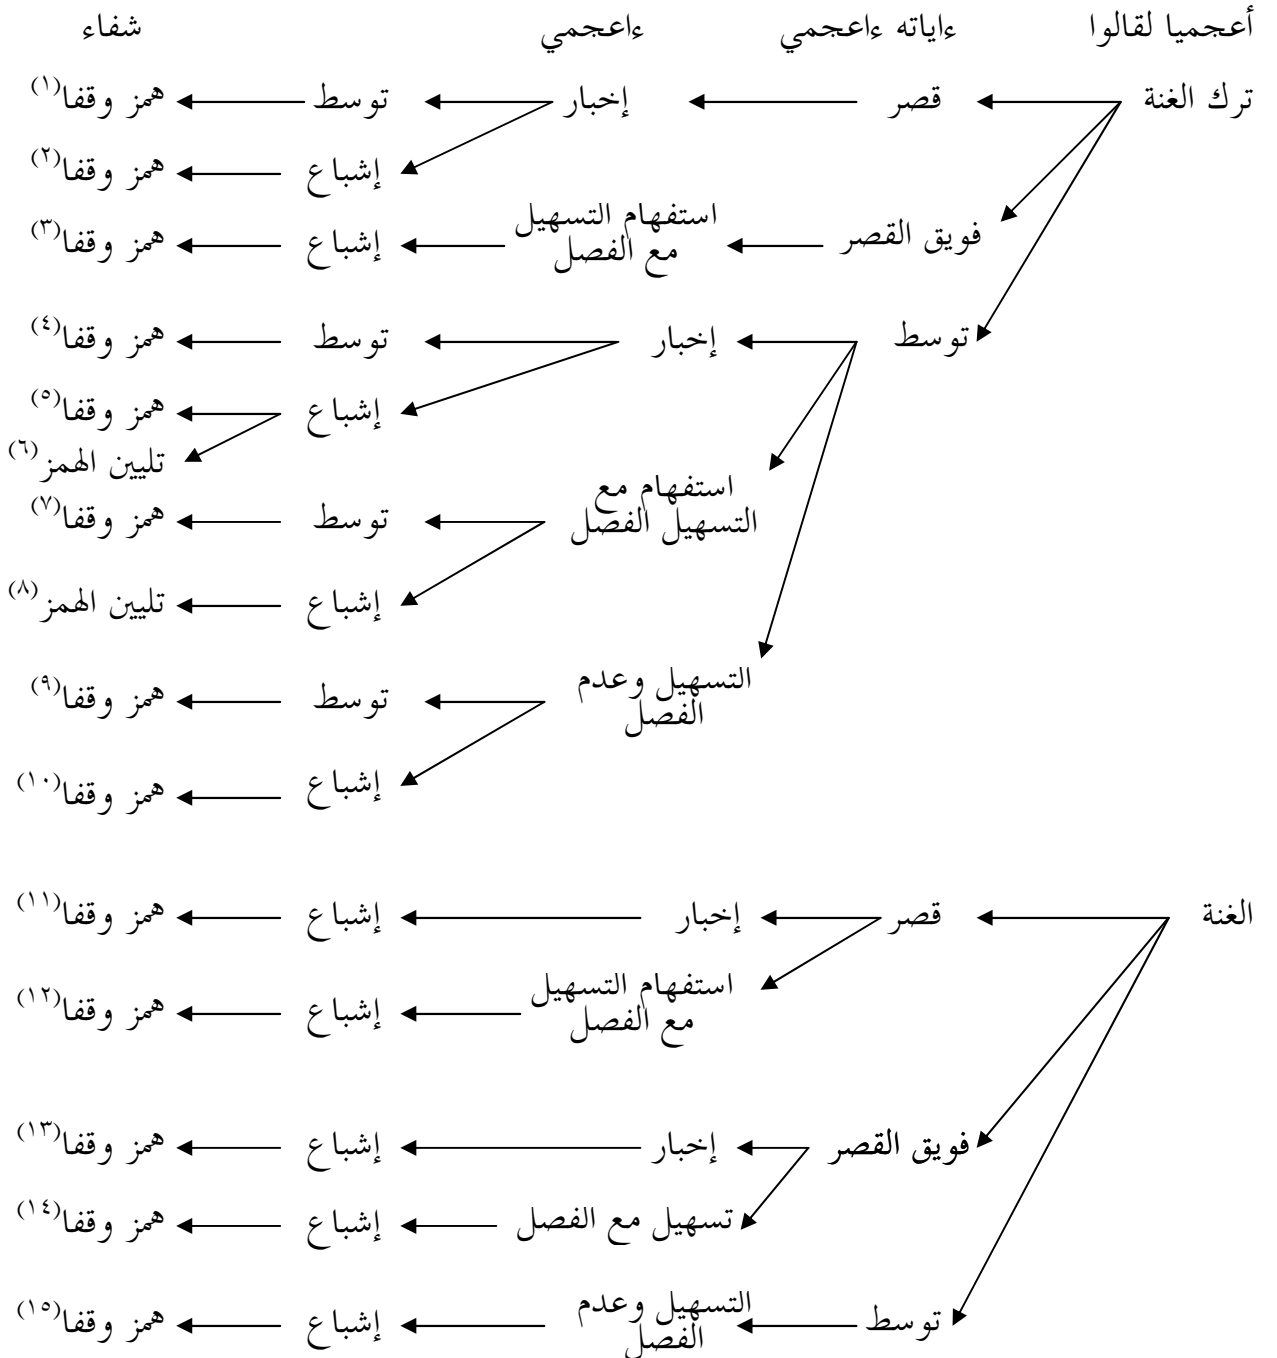 أعجميا لقالوا ءاياته ءاعجمي ءاعجمي شفاء
ترك الغنة قصر إخبار توسط همز وقفا(١)
إشباع همز وقفا(٢)
فويق القصر استفهام التسهيل مع الفصل إشباع همز وقفا(٣)
توسط إخبار توسط همز وقفا(٤)
إشباع همز وقفا(٥)
تليين الهمز(٦)
استفهام مع التسهيل الفصل توسط همز وقفا(٧)
إشباع تليين الهمز(٨)
التسهيل وعدم الفصل توسط همز وقفا(٩)
إشباع همز وقفا(١٠)
الغنة قصر إخبار إشباع همز وقفا(١١)
استفهام التسهيل مع الفصل إشباع همز وقفا(١٢)
فويق القصر إخبار إشباع همز وقفا(١٣)
تسهيل مع الفصل إشباع همز وقفا(١٤)
توسط التسهيل وعدم الفصل إشباع همز وقفا(١٥)